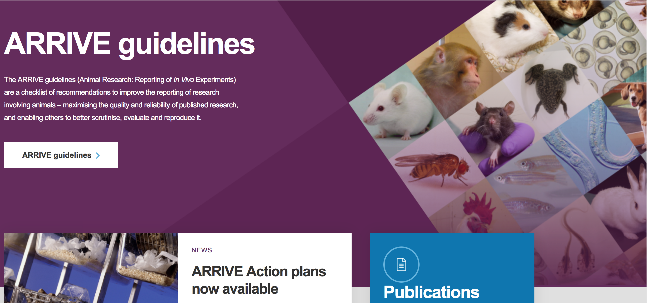 ARRIVE guidelines
The ARRIVE guidelines (Animal Research: Reporting of In Vivo Experiments)
are a checklist of recommendations to improve the reporting of research
involving animals – maximising the quality and reliability of published research,
and enabling others to better scrutinise, evaluate and reproduce it.
ARRIVE guidelines
NEWS
ARRIVE Action plans
now available
Publications